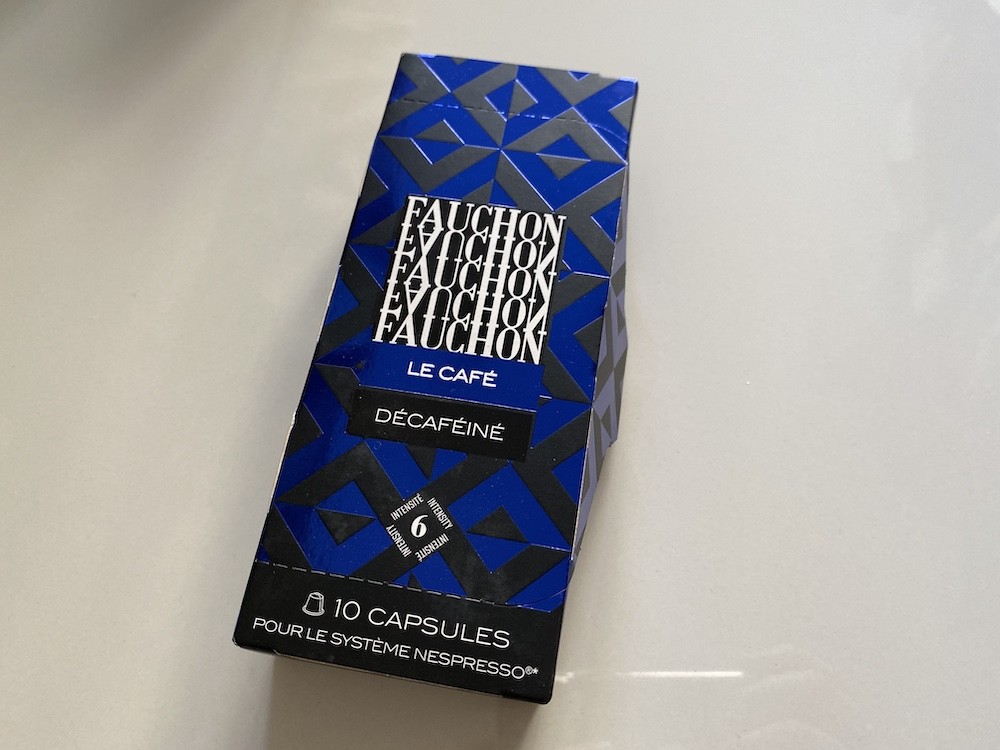 FAUCHON
FAUCHON
FAUCHON
FAUCHON
FAUCHON
LE CAFÉ
DÉCAFÉINÉ
INTENSITÉ
INTENSITY
6
INTENSITY
INTENSITÉ
10 CAPSULES
POUR LE SYSTÈME NESPRESSO®*